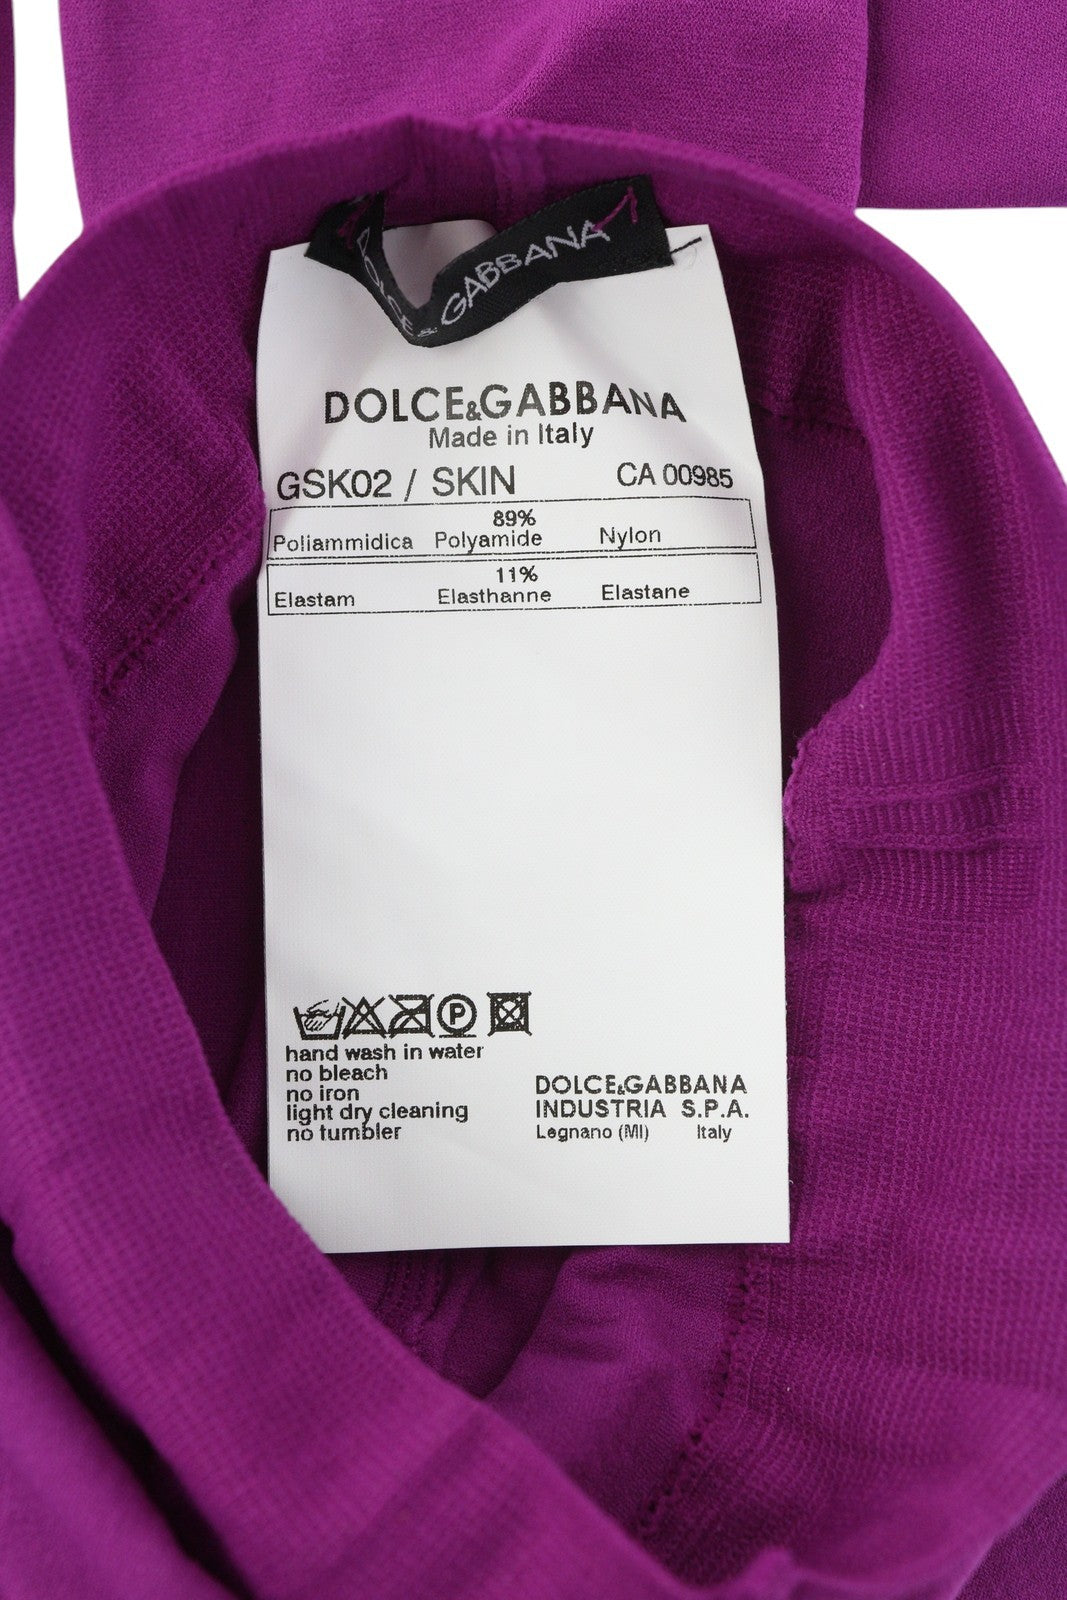 DOLCE & GABBANA
DOLCE&GABBANA
Made in Italy
GSK02 / SKIN CA 00985
89%
Poliammidica Polyamide Nylon
11%
Elastam Elasthanne Elastane
P
hand wash in water
no bleach
no iron
light dry cleaning
no tumbler
DOLCE&GABBANA
INDUSTRIA S.P.A.
Legnano (MI) Italy